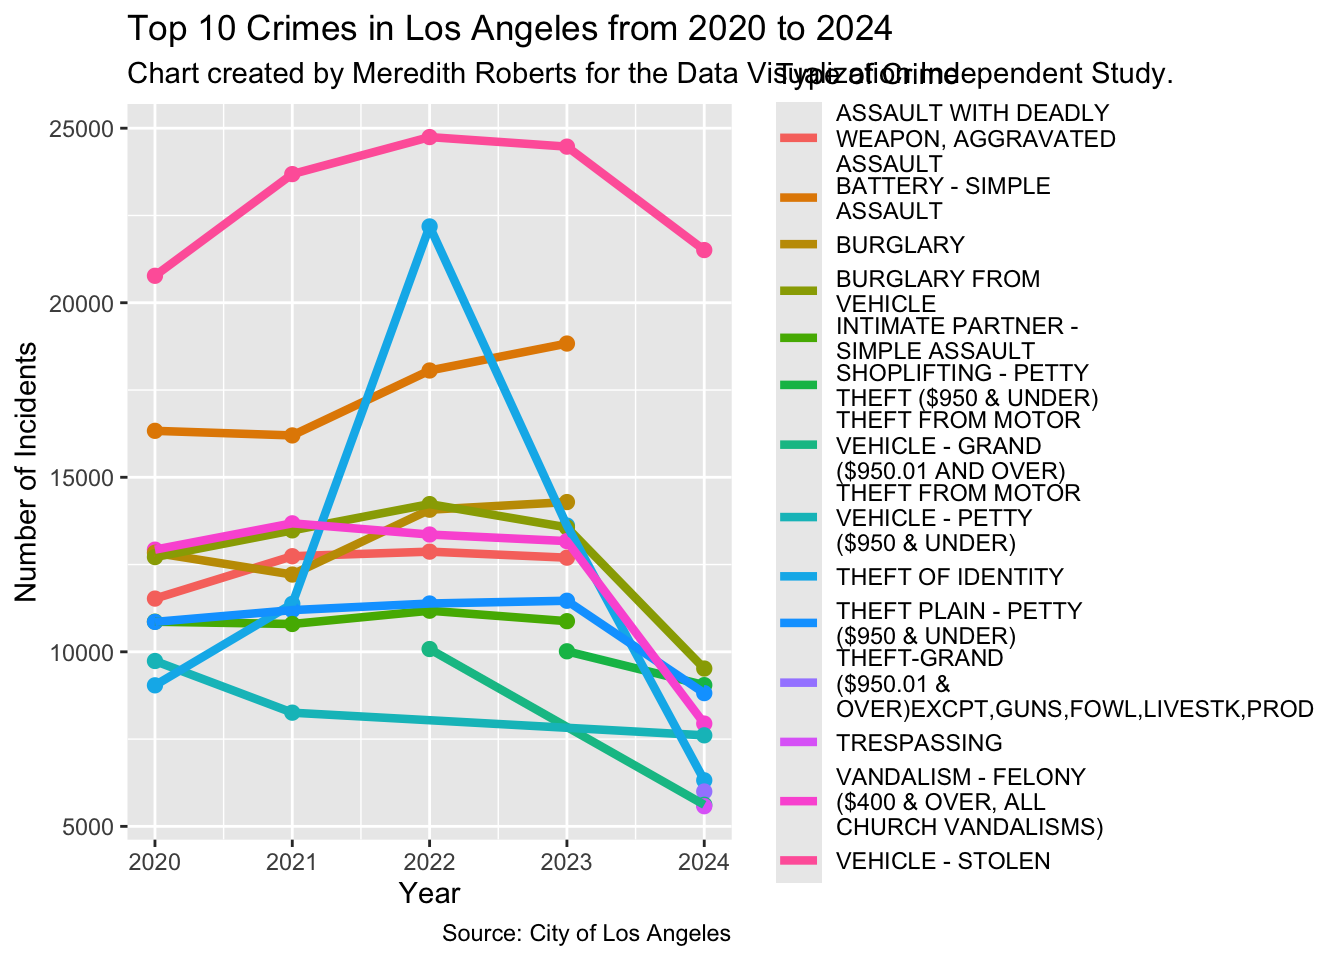 Top 10 Crimes in Los Angeles from 2020 to 2024
Chart created by Meredith Roberts for the Data Visualization Independent Study.
Type of Crime
25000
20000
15000
10000
5000
Number of Incidents
2020 2021 2022 2023 2024
Year
ASSAULT WITH DEADLY
WEAPON, AGGRAVATED
ASSAULT
BATTERY - SIMPLE
ASSAULT
BURGLARY
BURGLARY FROM
VEHICLE
INTIMATE PARTNER -
SIMPLE ASSAULT
SHOPLIFTING - PETTY
THEFT ($950 & UNDER)
THEFT FROM MOTOR
VEHICLE - GRAND
($950.01 AND OVER)
THEFT FROM MOTOR
VEHICLE - PETTY
($950 & UNDER)
THEFT OF IDENTITY
THEFT PLAIN - PETTY
($950 & UNDER)
THEFT-GRAND
($950.01 &
OVER)EXCPT,GUNS,FOWL,LIVESTK,PROD
TRESPASSING
VANDALISM - FELONY
($400 & OVER, ALL
CHURCH VANDALISMS)
VEHICLE - STOLEN
Source: City of Los Angeles